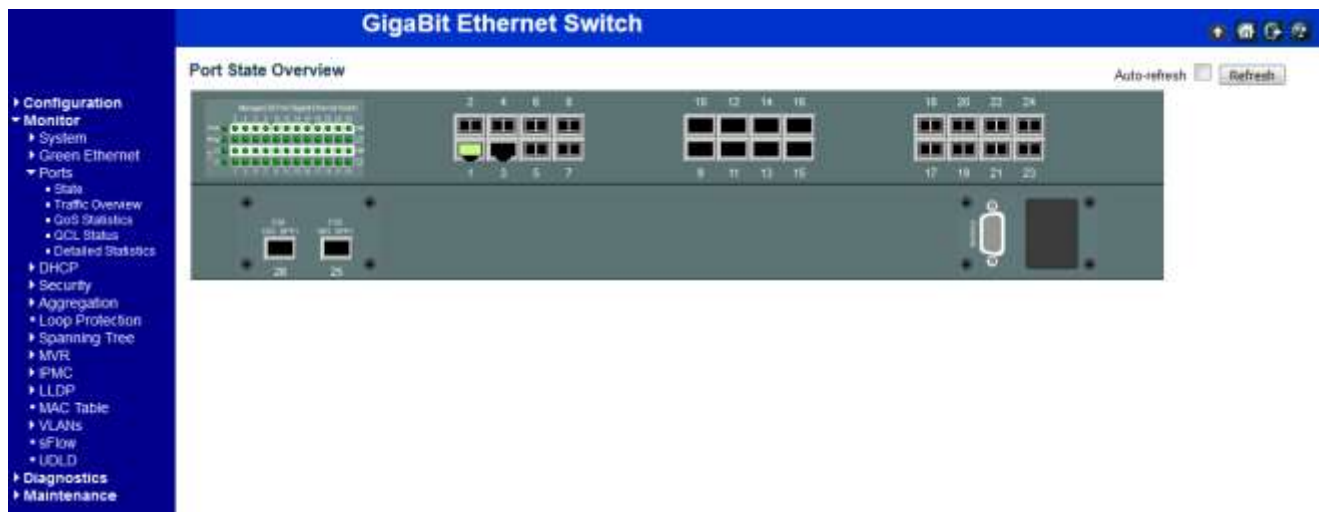 GigaBit Ethernet Switch
Port State Overview
Auto-refresh
Refresh
Configuration
Monitor
System
Green Ethernet
Ports
State
Traffic Overview
QoS Statistics
QCL Status
Detailed Statistics
DHCP
Security
Aggregation
Loop Protection
Spanning Tree
MVR
IPMC
LLDP
MAC Table
VLANs
sFlow
UDLD
Diagnostics
Maintenance
2 4 6 8
10 12 14 16
18 20 22 24
1 3 5 7
9 11 13 15
17 19 21 23